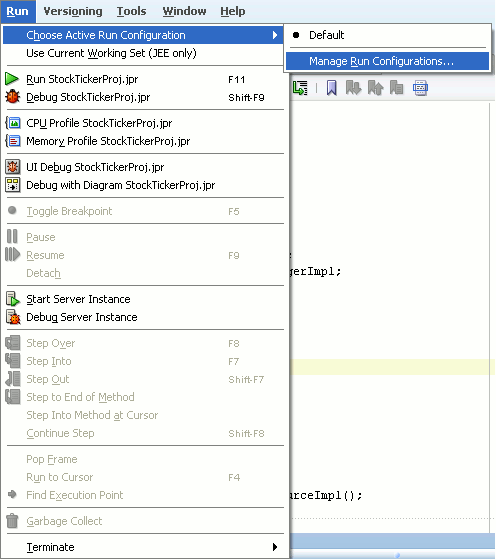 Run Versioning Tools Window Help
Choose Active Run Configuration
Default
Use Current Working Set (JEE only)
Manage Run Configurations...
Run StockTickerProj.jpr F11
Debug StockTickerProj.jpr Shift-F9
CPU Profile StockTickerProj.jpr
Memory Profile StockTickerProj.jpr
UI Debug StockTickerProj.jpr
Debug with Diagram StockTickerProj.jpr
Toggle Breakpoint F5
Pause
Resume F9
Detach
gerImpl;
Start Server Instance
Debug Server Instance
Step Over F8
Step Into F7
Step Out Shift-F7
Step to End of Method
Step Into Method at Cursor
Continue Step Shift-F8
Pop Frame
Run to Cursor F4
Find Execution Point
urceImpl();
Garbage Collect
Terminate